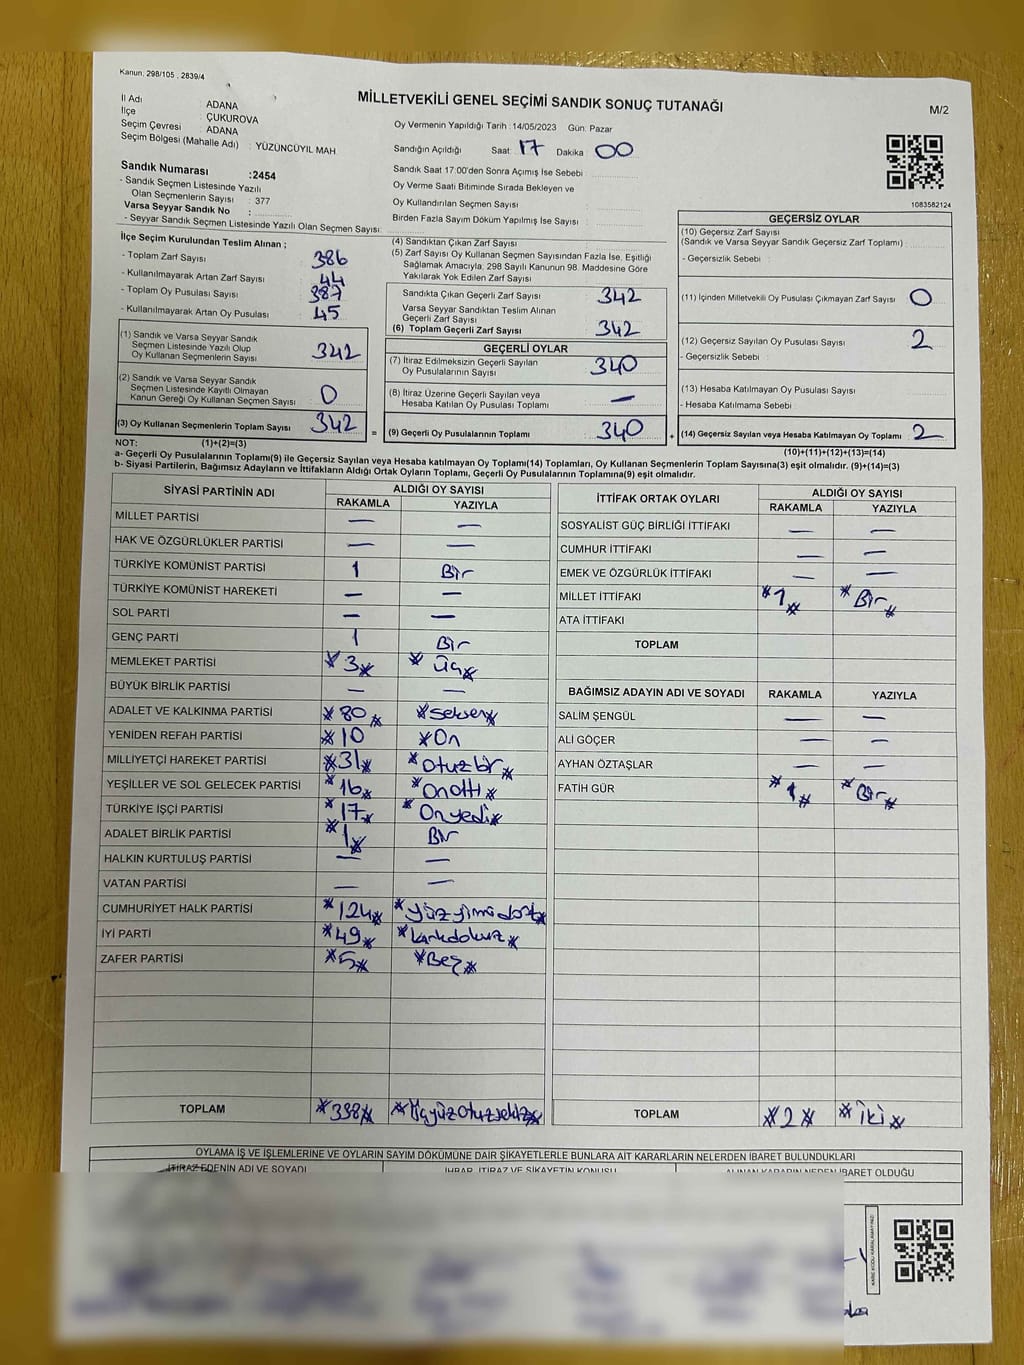 Kanun, 298/105 , 2839/4
MİLLETVEKİLİ GENEL SEÇİMİ SANDIK SONUÇ TUTANAĞI
M/2
İl Adı : ADANA
İlçe : ÇUKUROVA
Seçim Çevresi : ADANA
Seçim Bölgesi (Mahalle Adı) : YÜZÜNCÜYIL MAH
Oy Vermenin Yapıldığı Tarih : 14/05/2023 Gün: Pazar
Sandığın Açıldığı Saat : 17 Dakika 00
Sandık Saat 17:00'den Sonra Açılmış İse Sebebi :
Oy Verme Saati Bitiminde Sırada Bekleyen ve
Oy Kullandırılan Seçmen Sayısı :
Birden Fazla Sayım Döküm Yapılmış İse Sayısı :
1083582124
Sandık Numarası :2454
- Sandık Seçmen Listesinde Yazılı
Olan Seçmenlerin Sayısı : 377
Varsa Seyyar Sandık No :
- Seyyar Sandık Seçmen Listesinde Yazılı Olan Seçmen Sayısı:
İlçe Seçim Kurulundan Teslim Alınan ;
- Toplam Zarf Sayısı : 386
- Kullanılmayarak Artan Zarf Sayısı : 44
- Toplam Oy Pusulası Sayısı : 387
- Kullanılmayarak Artan Oy Pusulası : 45
(1) Sandık ve Varsa Seyyar Sandık
Seçmen Listesinde Yazılı Olup
Oy Kullanan Seçmenlerin Sayısı : 342
(2) Sandık ve Varsa Seyyar Sandık
Seçmen Listesinde Kayıtlı Olmayan
Kanun Gereği Oy Kullanan Seçmen Sayısı : 0
(3) Oy Kullanan Seçmenlerin Toplam Sayısı : 342
(4) Sandıktan Çıkan Zarf Sayısı :
(5) Zarf Sayısı Oy Kullanan Seçmen Sayısından Fazla İse, Eşitliği
Sağlamak Amacıyla, 298 Sayılı Kanunun 98. Maddesine Göre
Yakılarak Yok Edilen Zarf Sayısı :
Sandıkta Çıkan Geçerli Zarf Sayısı : 342
Varsa Seyyar Sandıktan Teslim Alınan
Geçerli Zarf Sayısı :
(6) Toplam Geçerli Zarf Sayısı : 342
GEÇERLİ OYLAR
(7) İtiraz Edilmeksizin Geçerli Sayılan
Oy Pusulalarının Sayısı : 340
(8) İtiraz Üzerine Geçerli Sayılan veya
Hesaba Katılan Oy Pusulası Toplamı : —
(9) Geçerli Oy Pusulalarının Toplamı : 340
GEÇERSİZ OYLAR
(10) Geçersiz Zarf Sayısı
(Sandık ve Varsa Seyyar Sandık Geçersiz Zarf Toplamı) :
- Geçersizlik Sebebi :
(11) İçinden Milletvekili Oy Pusulası Çıkmayan Zarf Sayısı : 0
(12) Geçersiz Sayılan Oy Pusulası Sayısı : 2
- Geçersizlik Sebebi :
(13) Hesaba Katılmayan Oy Pusulası Sayısı :
- Hesaba Katılmama Sebebi :
(14) Geçersiz Sayılan veya Hesaba Katılmayan Oy Toplamı : 2
= +
NOT: (1)+(2)=(3)
(10)+(11)+(12)+(13)=(14)
a- Geçerli Oy Pusulalarının Toplamı(9) ile Geçersiz Sayılan veya Hesaba katılmayan Oy Toplamı(14) Toplamları, Oy Kullanan Seçmenlerin Toplam Sayısına(3) eşit olmalıdır. (9)+(14)=(3)
b- Siyasi Partilerin, Bağımsız Adayların ve İttifakların Aldığı Ortak Oyların Toplamı, Geçerli Oy Pusulalarının Toplamına(9) eşit olmalıdır.
SİYASİ PARTİNİN ADI ALDIĞI OY SAYISI
RAKAMLA YAZIYLA
MİLLET PARTİSİ — —
HAK VE ÖZGÜRLÜKLER PARTİSİ — —
TÜRKİYE KOMÜNİST PARTİSİ 1 Bir
TÜRKİYE KOMÜNİST HAREKETİ — —
SOL PARTİ — —
GENÇ PARTİ 1 Bir
MEMLEKET PARTİSİ *3* *Üç*
BÜYÜK BİRLİK PARTİSİ — —
ADALET VE KALKINMA PARTİSİ *80* *Seksen*
YENİDEN REFAH PARTİSİ *10 *On
MİLLİYETÇİ HAREKET PARTİSİ *31* *otuzbir*
YEŞİLLER VE SOL GELECEK PARTİSİ *16* *Onaltı*
TÜRKİYE İŞÇİ PARTİSİ *17* *Onyedi*
ADALET BİRLİK PARTİSİ *1* Bir
HALKIN KURTULUŞ PARTİSİ — —
VATAN PARTİSİ — —
CUMHURİYET HALK PARTİSİ *124* *yüzyirmidört*
İYİ PARTİ *49* *kırkdokuz*
ZAFER PARTİSİ *5* *Beş*
TOPLAM *338* *Üçyüzotuzsekiz*
İTTİFAK ORTAK OYLARI ALDIĞI OY SAYISI
RAKAMLA YAZIYLA
SOSYALİST GÜÇ BİRLİĞİ İTTİFAKI — —
CUMHUR İTTİFAKI — —
EMEK VE ÖZGÜRLÜK İTTİFAKI — —
MİLLET İTTİFAKI *1* *Bir*
ATA İTTİFAKI
TOPLAM
BAĞIMSIZ ADAYIN ADI VE SOYADI RAKAMLA YAZIYLA
SALİM ŞENGÜL — —
ALİ GÖÇER — —
AYHAN ÖZTAŞLAR — —
FATİH GÜR *1* *Bir*
TOPLAM *2* *İki*
OYLAMA İŞ VE İŞLEMLERİNE VE OYLARIN SAYIM DÖKÜMÜNE DAİR ŞİKAYETLERLE BUNLARA AİT KARARLARIN NELERDEN İBARET BULUNDUKLARI
İTİRAZ EDENİN ADI VE SOYADI İHBAR, İTİRAZ VE ŞİKAYETİN KONUSU ALINAN KARARIN NEDEN İBARET OLDUĞU
KARE KODU KARALAMAYINIZ!